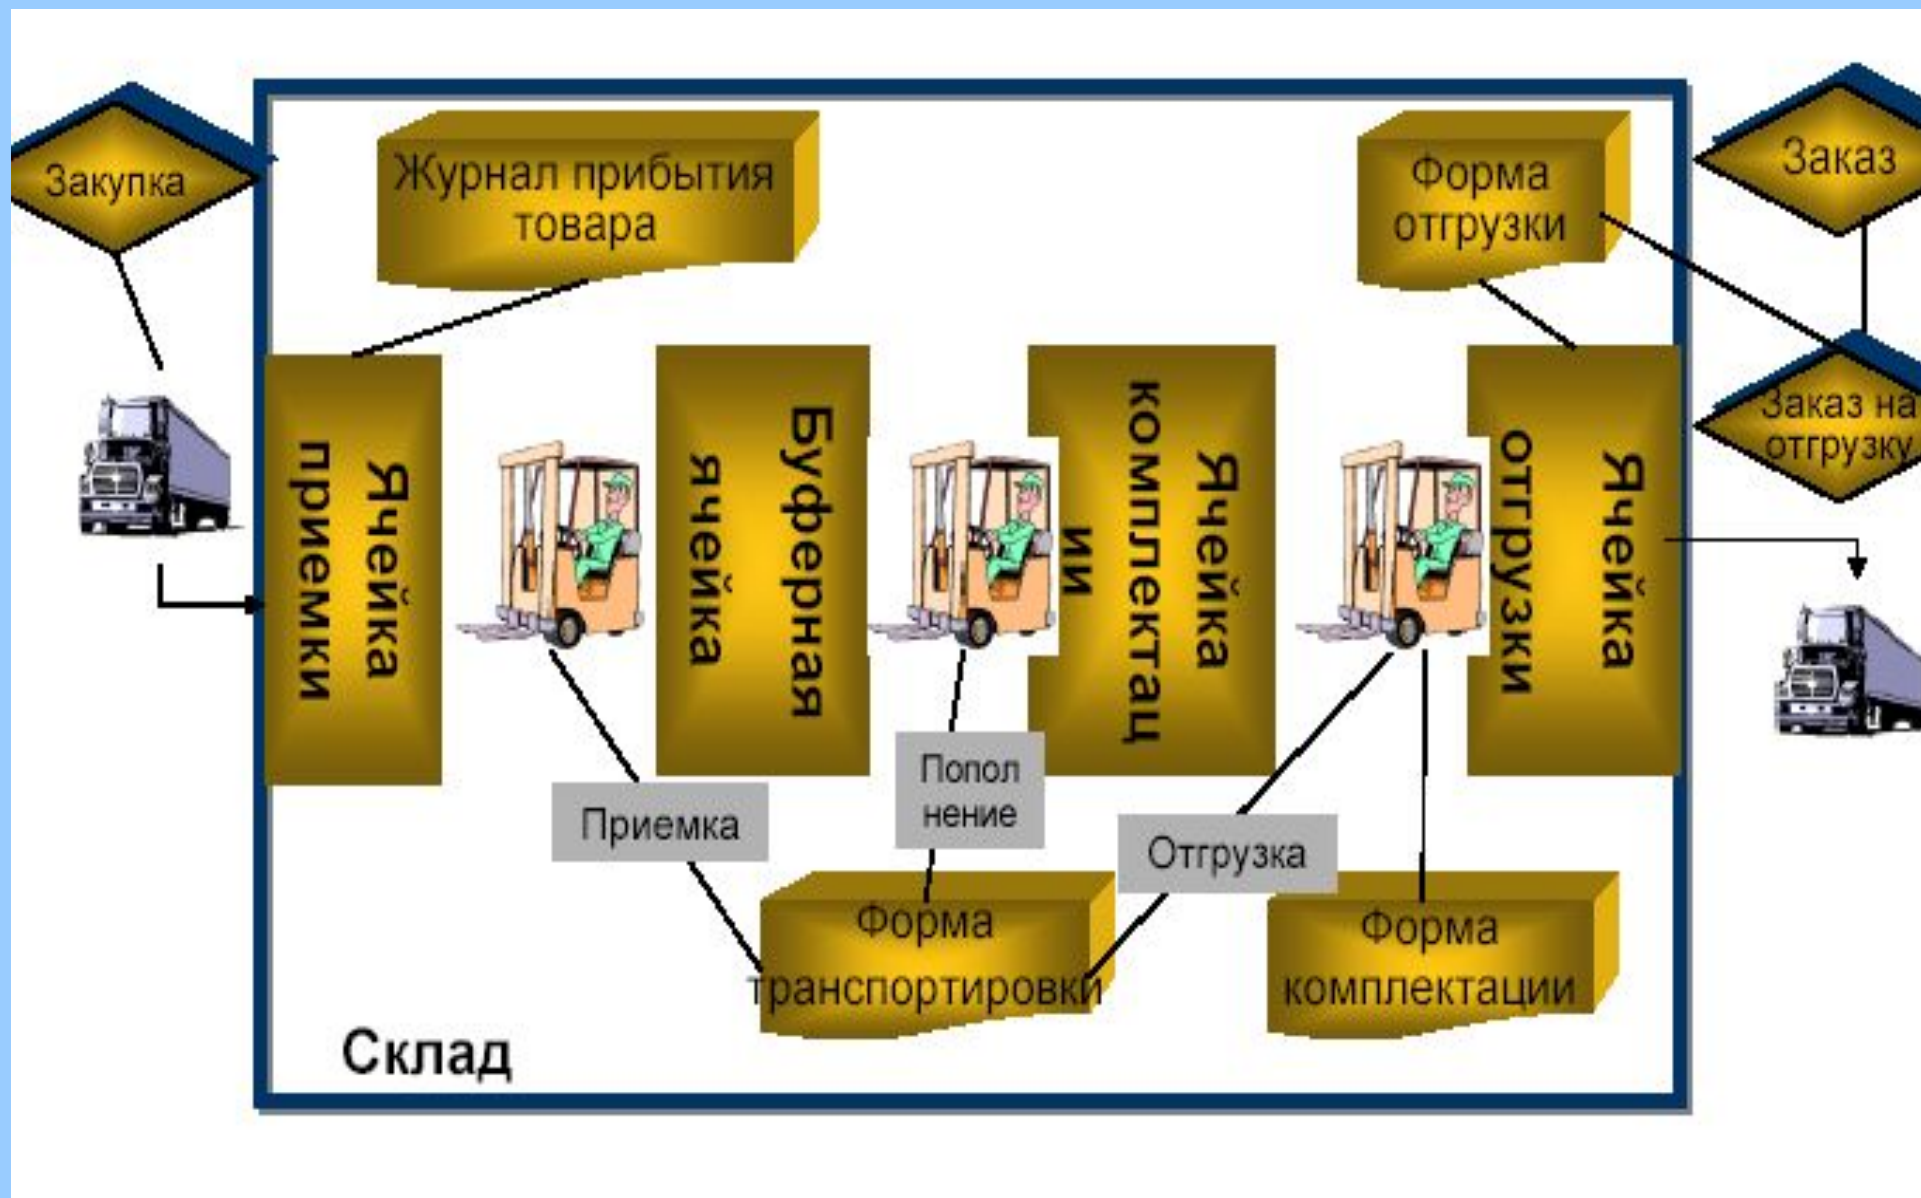 Закупка
Журнал прибытия
товара
Форма
отгрузки
Заказ
Заказ на
отгрузку
Ячейка
приемки
Буферная
ячейка
Ячейка
комплектац
ии
Ячейка
отгрузки
Приемка
Попол
нение
Отгрузка
Форма
транспортировки
Форма
комплектации
Склад